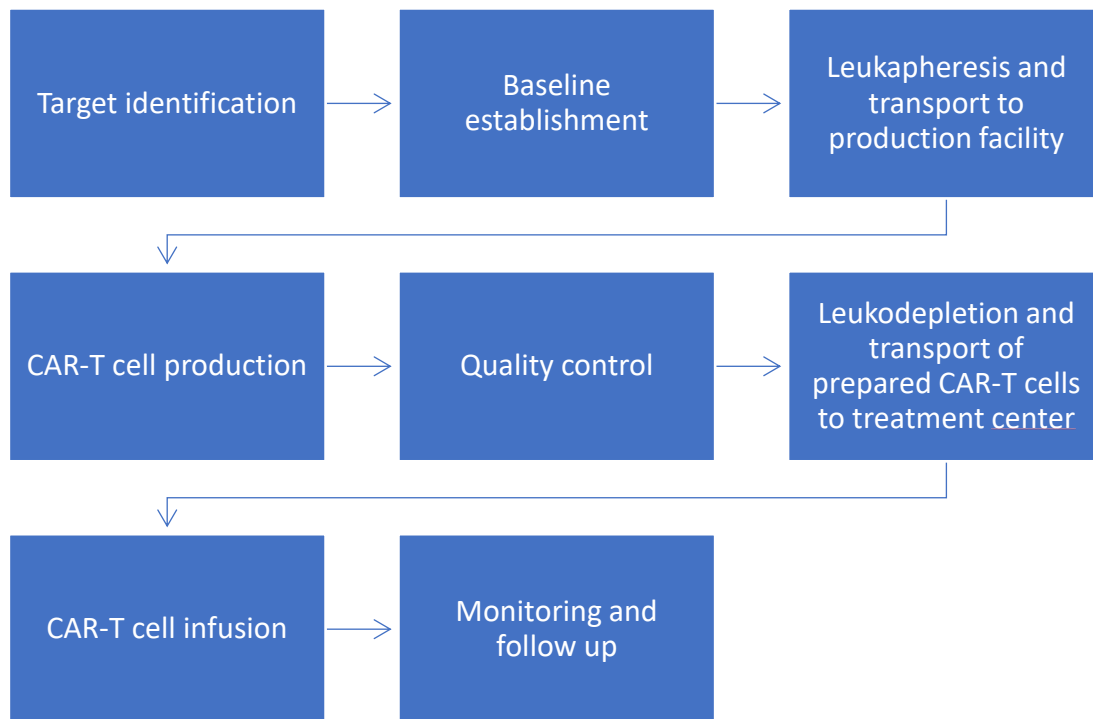 Target identification
Baseline
establishment
Leukapheresis and
transport to
production facility
CAR-T cell production
Quality control
Leukodepletion and
transport of
prepared CAR-T cells
to treatment center
CAR-T cell infusion
Monitoring and
follow up